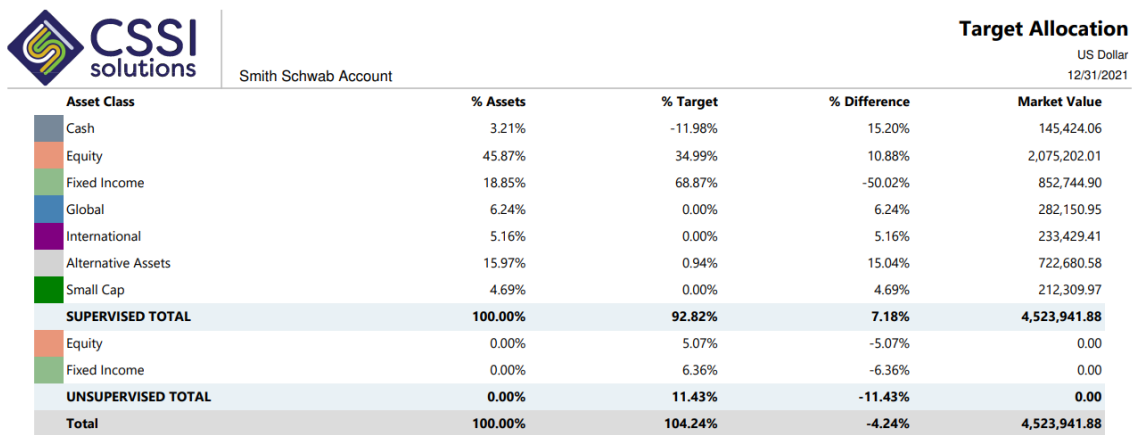 CSSI
solutions
Smith Schwab Account
Target Allocation
US Dollar
12/31/2021
Asset Class % Assets % Target % Difference Market Value
Cash 3.21% -11.98% 15.20% 145,424.06
Equity 45.87% 34.99% 10.88% 2,075,202.01
Fixed Income 18.85% 68.87% -50.02% 852,744.90
Global 6.24% 0.00% 6.24% 282,150.95
International 5.16% 0.00% 5.16% 233,429.41
Alternative Assets 15.97% 0.94% 15.04% 722,680.58
Small Cap 4.69% 0.00% 4.69% 212,309.97
SUPERVISED TOTAL 100.00% 92.82% 7.18% 4,523,941.88
Equity 0.00% 5.07% -5.07% 0.00
Fixed Income 0.00% 6.36% -6.36% 0.00
UNSUPERVISED TOTAL 0.00% 11.43% -11.43% 0.00
Total 100.00% 104.24% -4.24% 4,523,941.88